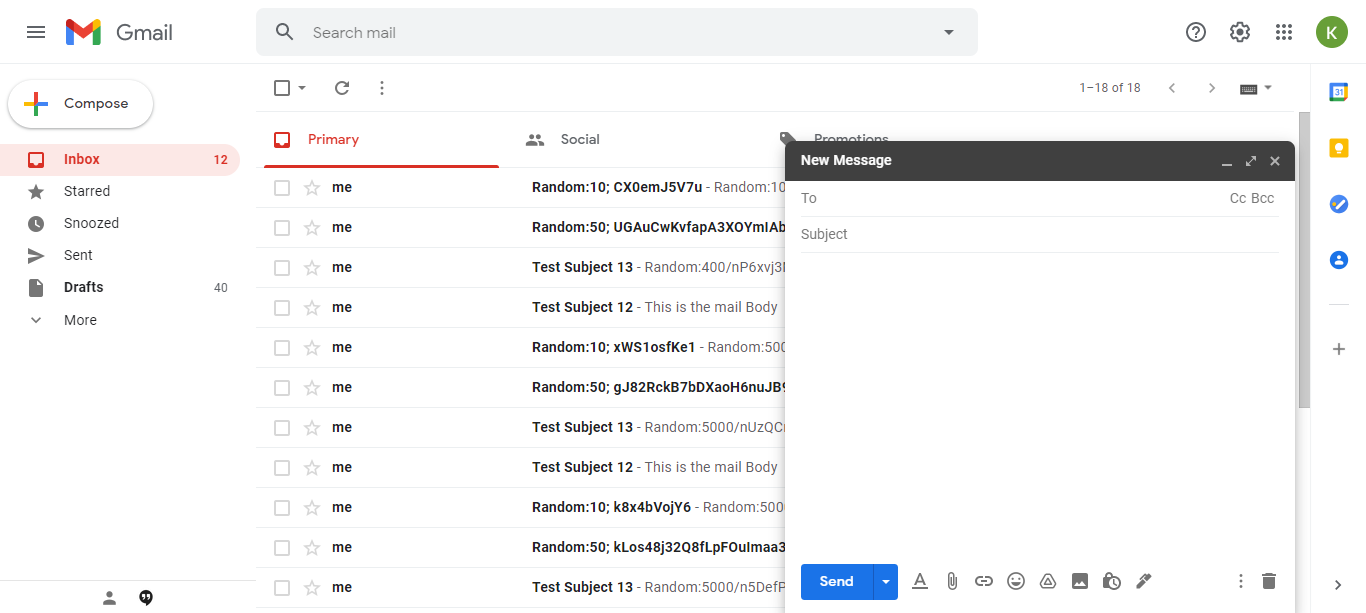 Gmail
Search mail
K
Compose
1–18 of 18
31
Inbox 12
Starred
Snoozed
Sent
Drafts 40
More
Primary
Social
Promotions
me Random:10; CX0emJ5V7u - Random:10
me Random:50; UGAuCwKvfapA3XOYmIAb
me Test Subject 13 - Random:400/nP6xvj3
me Test Subject 12 - This is the mail Body
me Random:10; xWS1osfKe1 - Random:500
me Random:50; gJ82RckB7bDXaoH6nuJB9
me Test Subject 13 - Random:5000/nUzQC
me Test Subject 12 - This is the mail Body
me Random:10; k8x4bVojY6 - Random:500
me Random:50; kLos48j32Q8fLpFOuImaa3
me Test Subject 13 - Random:5000/n5DefP
New Message
To Cc Bcc
Subject
Send